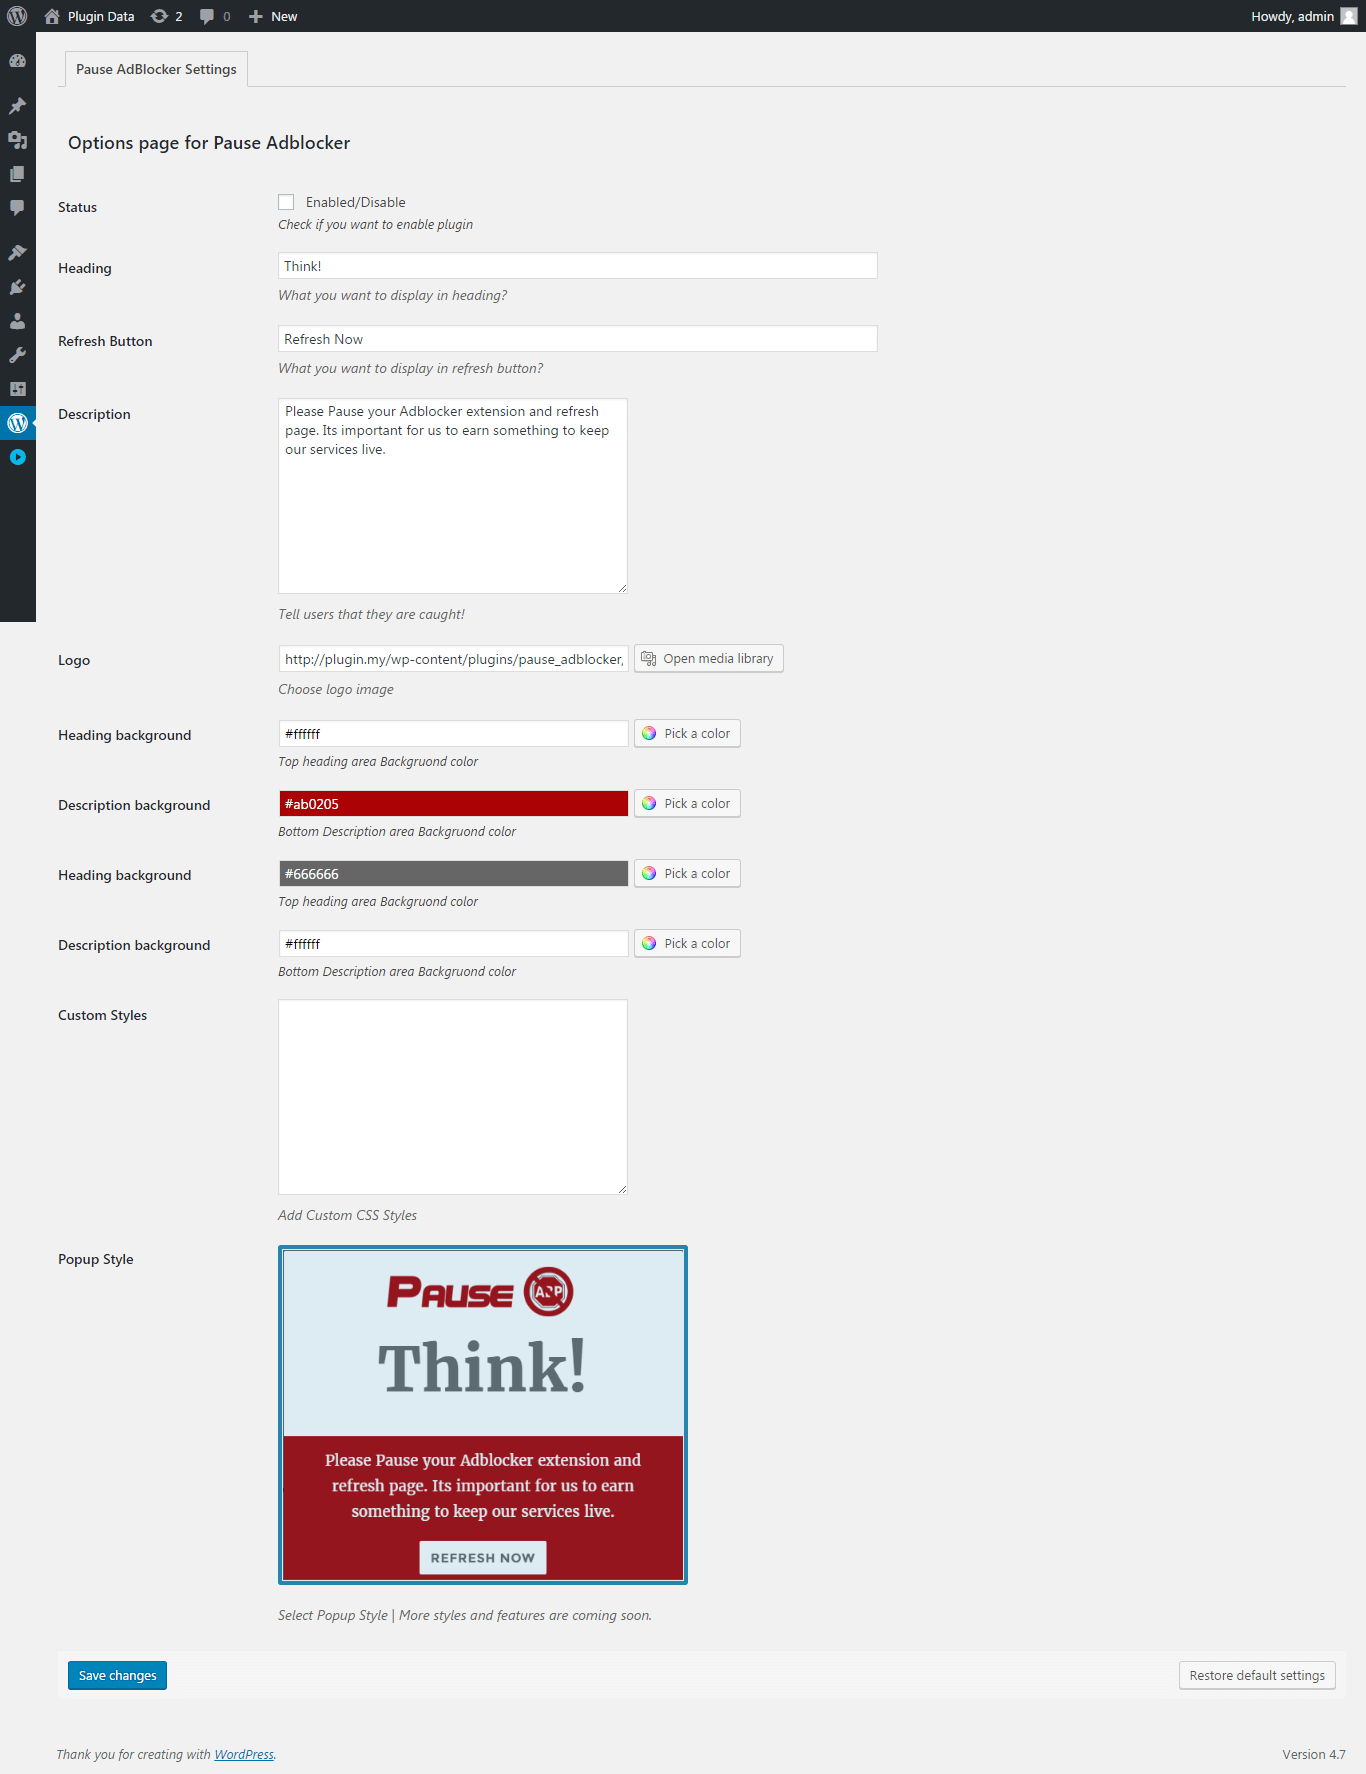 Plugin Data 2 0 New Howdy, admin
Pause AdBlocker Settings
Options page for Pause Adblocker
Status Enabled/Disable
Check if you want to enable plugin
Heading Think!
What you want to display in heading?
Refresh Button Refresh Now
What you want to display in refresh button?
Description Please Pause your Adblocker extension and refresh
page. Its important for us to earn something to keep
our services live.
Tell users that they are caught!
Logo http://plugin.my/wp-content/plugins/pause_adblocker, Open media library
Choose logo image
Heading background #ffffff Pick a color
Top heading area Backgruond color
Description background #ab0205 Pick a color
Bottom Description area Backgruond color
Heading background #666666 Pick a color
Top heading area Backgruond color
Description background #ffffff Pick a color
Bottom Description area Backgruond color
Custom Styles
Add Custom CSS Styles
Popup Style
PAUSE ABP
Think!
Please Pause your Adblocker extension and
refresh page. Its important for us to earn
something to keep our services live.
REFRESH NOW
Select Popup Style | More styles and features are coming soon.
Save changes Restore default settings
Thank you for creating with WordPress. Version 4.7